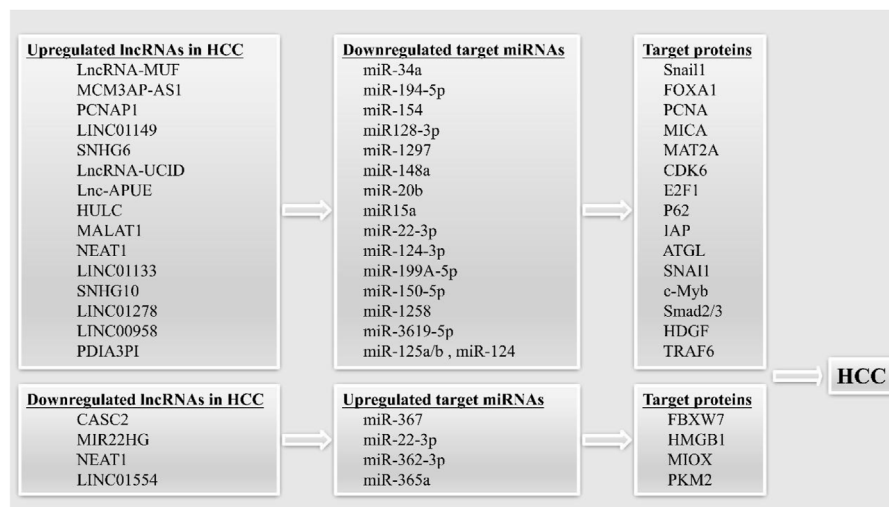 Upregulated lncRNAs in HCC
LncRNA-MUF
MCM3AP-AS1
PCNAP1
LINC01149
SNHG6
LncRNA-UCID
Lnc-APUE
HULC
MALAT1
NEAT1
LINC01133
SNHG10
LINC01278
LINC00958
PDIA3PI
Downregulated target miRNAs
miR-34a
miR-194-5p
miR-154
miR128-3p
miR-1297
miR-148a
miR-20b
miR15a
miR-22-3p
miR-124-3p
miR-199A-5p
miR-150-5p
miR-1258
miR-3619-5p
miR-125a/b , miR-124
Target proteins
Snail1
FOXA1
PCNA
MICA
MAT2A
CDK6
E2F1
P62
IAP
ATGL
SNAI1
c-Myb
Smad2/3
HDGF
TRAF6
Downregulated lncRNAs in HCC
CASC2
MIR22HG
NEAT1
LINC01554
Upregulated target miRNAs
miR-367
miR-22-3p
miR-362-3p
miR-365a
Target proteins
FBXW7
HMGB1
MIOX
PKM2
HCC